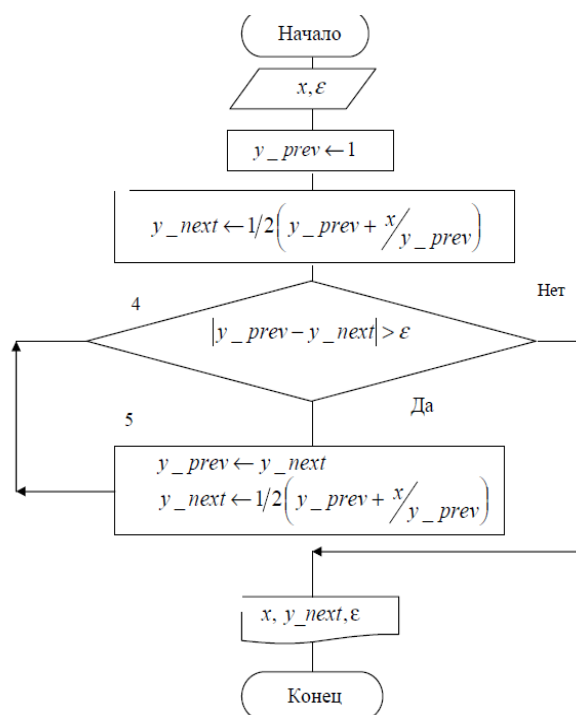 Начало
x, ε
y_prev ← 1
y_next ← 1/2(y_prev + x/y_prev)
4
Нет
|y_prev − y_next| > ε
Да
5
y_prev ← y_next
y_next ← 1/2(y_prev + x/y_prev)
x, y_next, ε
Конец